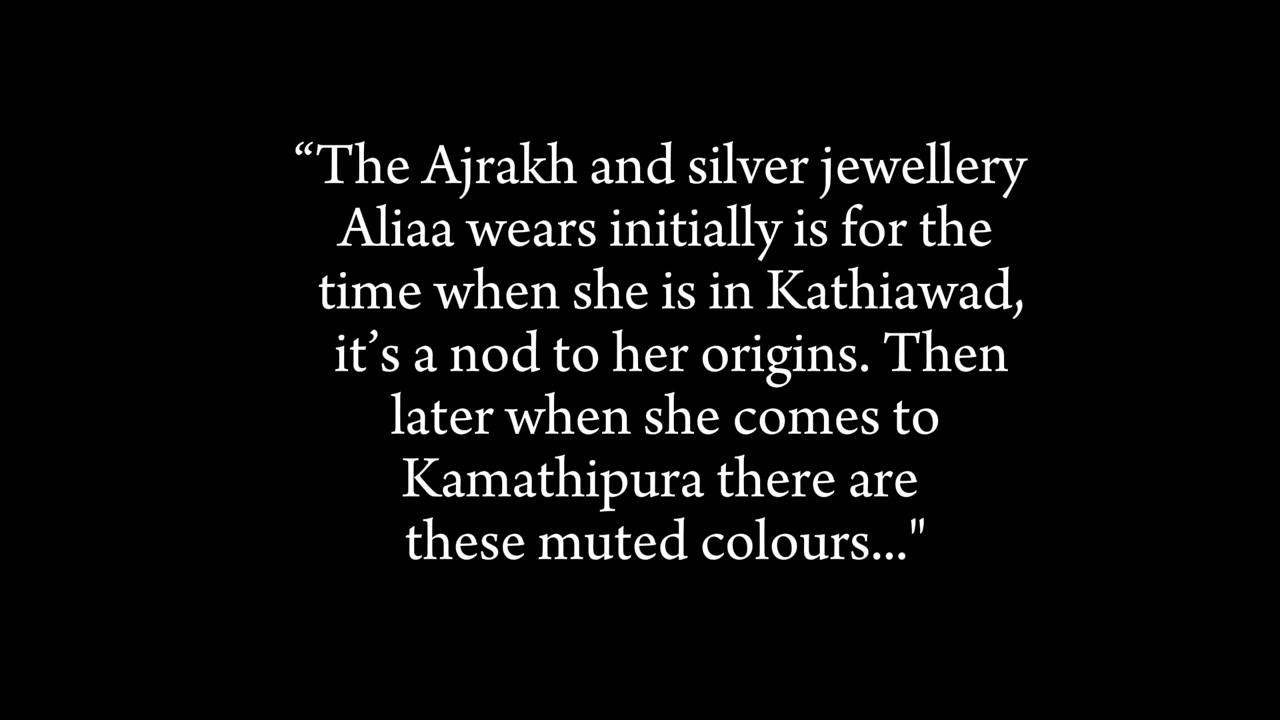 “The Ajrakh and silver jewellery
Aliaa wears initially is for the
time when she is in Kathiawad,
it’s a nod to her origins. Then
later when she comes to
Kamathipura there are
these muted colours..."